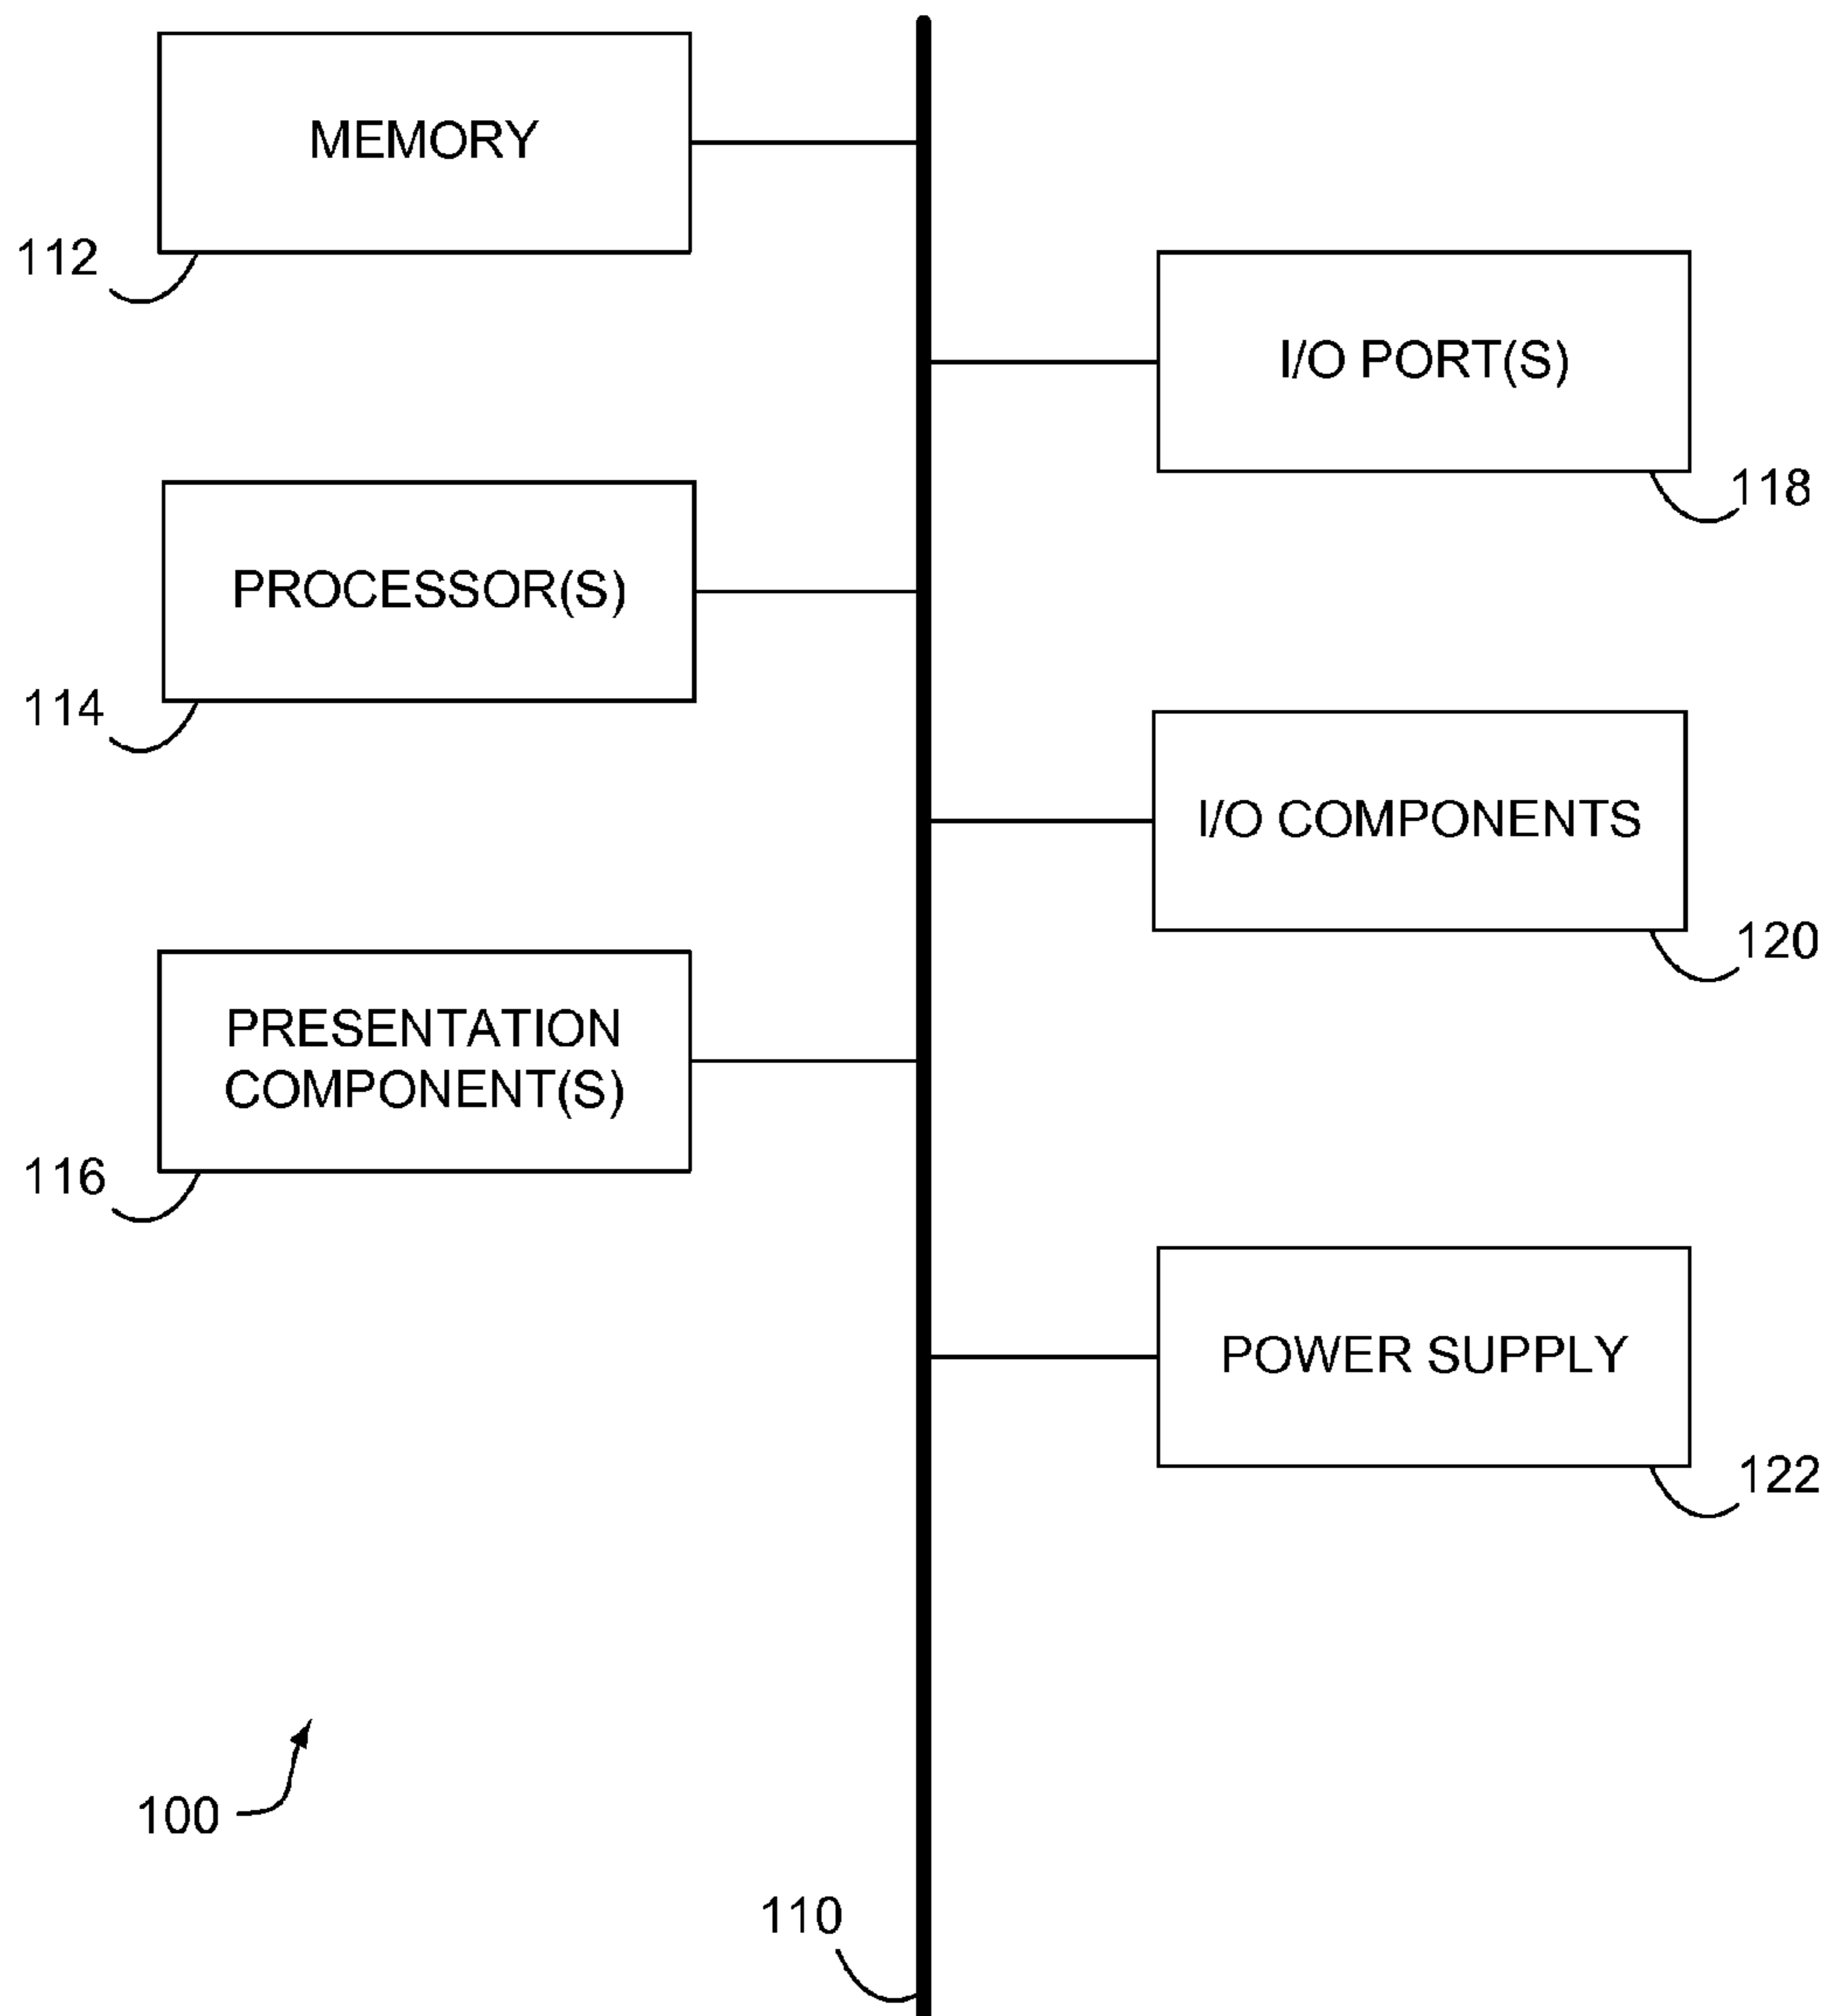 MEMORY
112
I/O PORT(S)
118
PROCESSOR(S)
114
I/O COMPONENTS
120
PRESENTATION
COMPONENT(S)
116
POWER SUPPLY
122
100
110